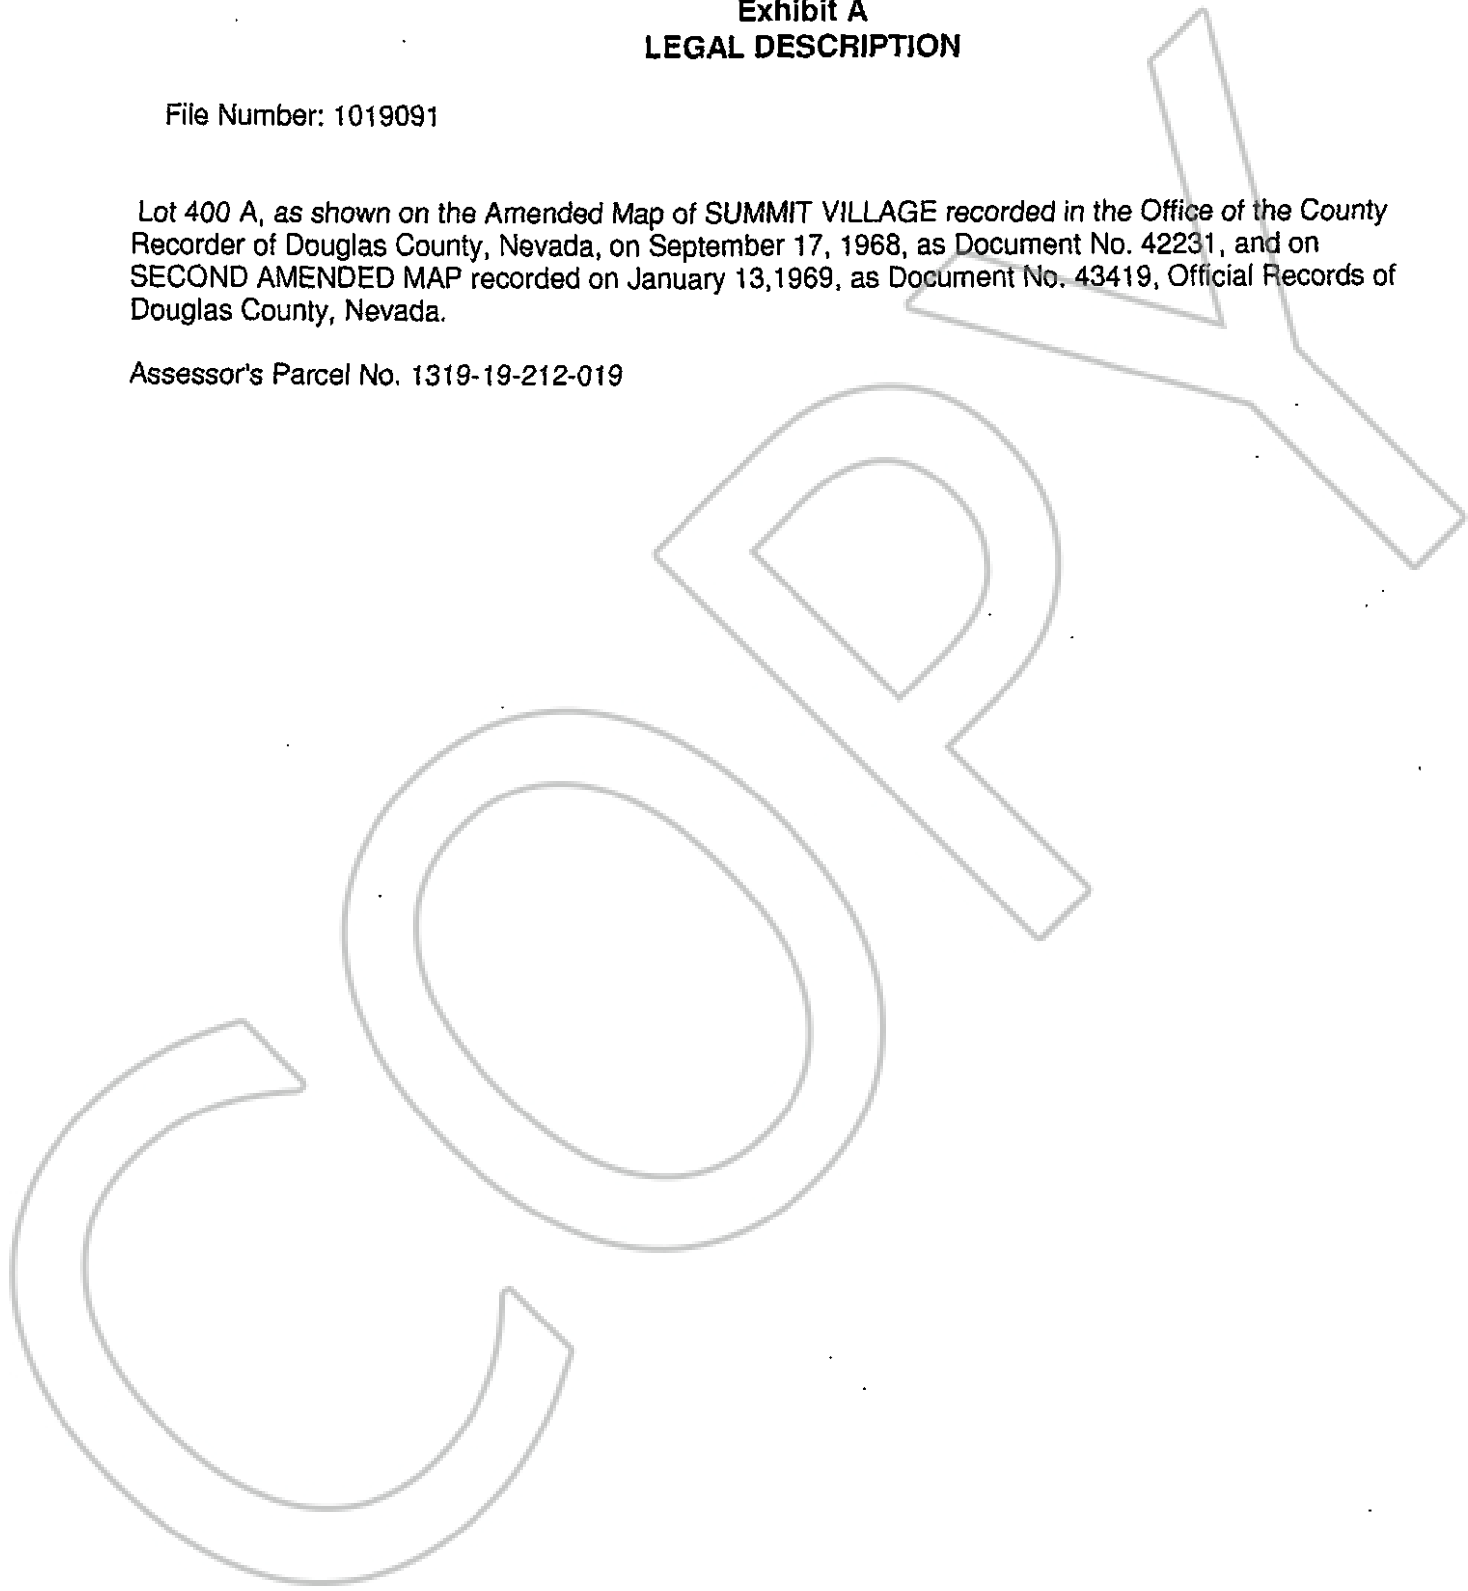 Exhibit A
LEGAL DESCRIPTION
File Number: 1019091
Lot 400 A, as shown on the Amended Map of SUMMIT VILLAGE recorded in the Office of the County
Recorder of Douglas County, Nevada, on September 17, 1968, as Document No. 42231, and on
SECOND AMENDED MAP recorded on January 13,1969, as Document No. 43419, Official Records of
Douglas County, Nevada.
Assessor's Parcel No. 1319-19-212-019
COPY